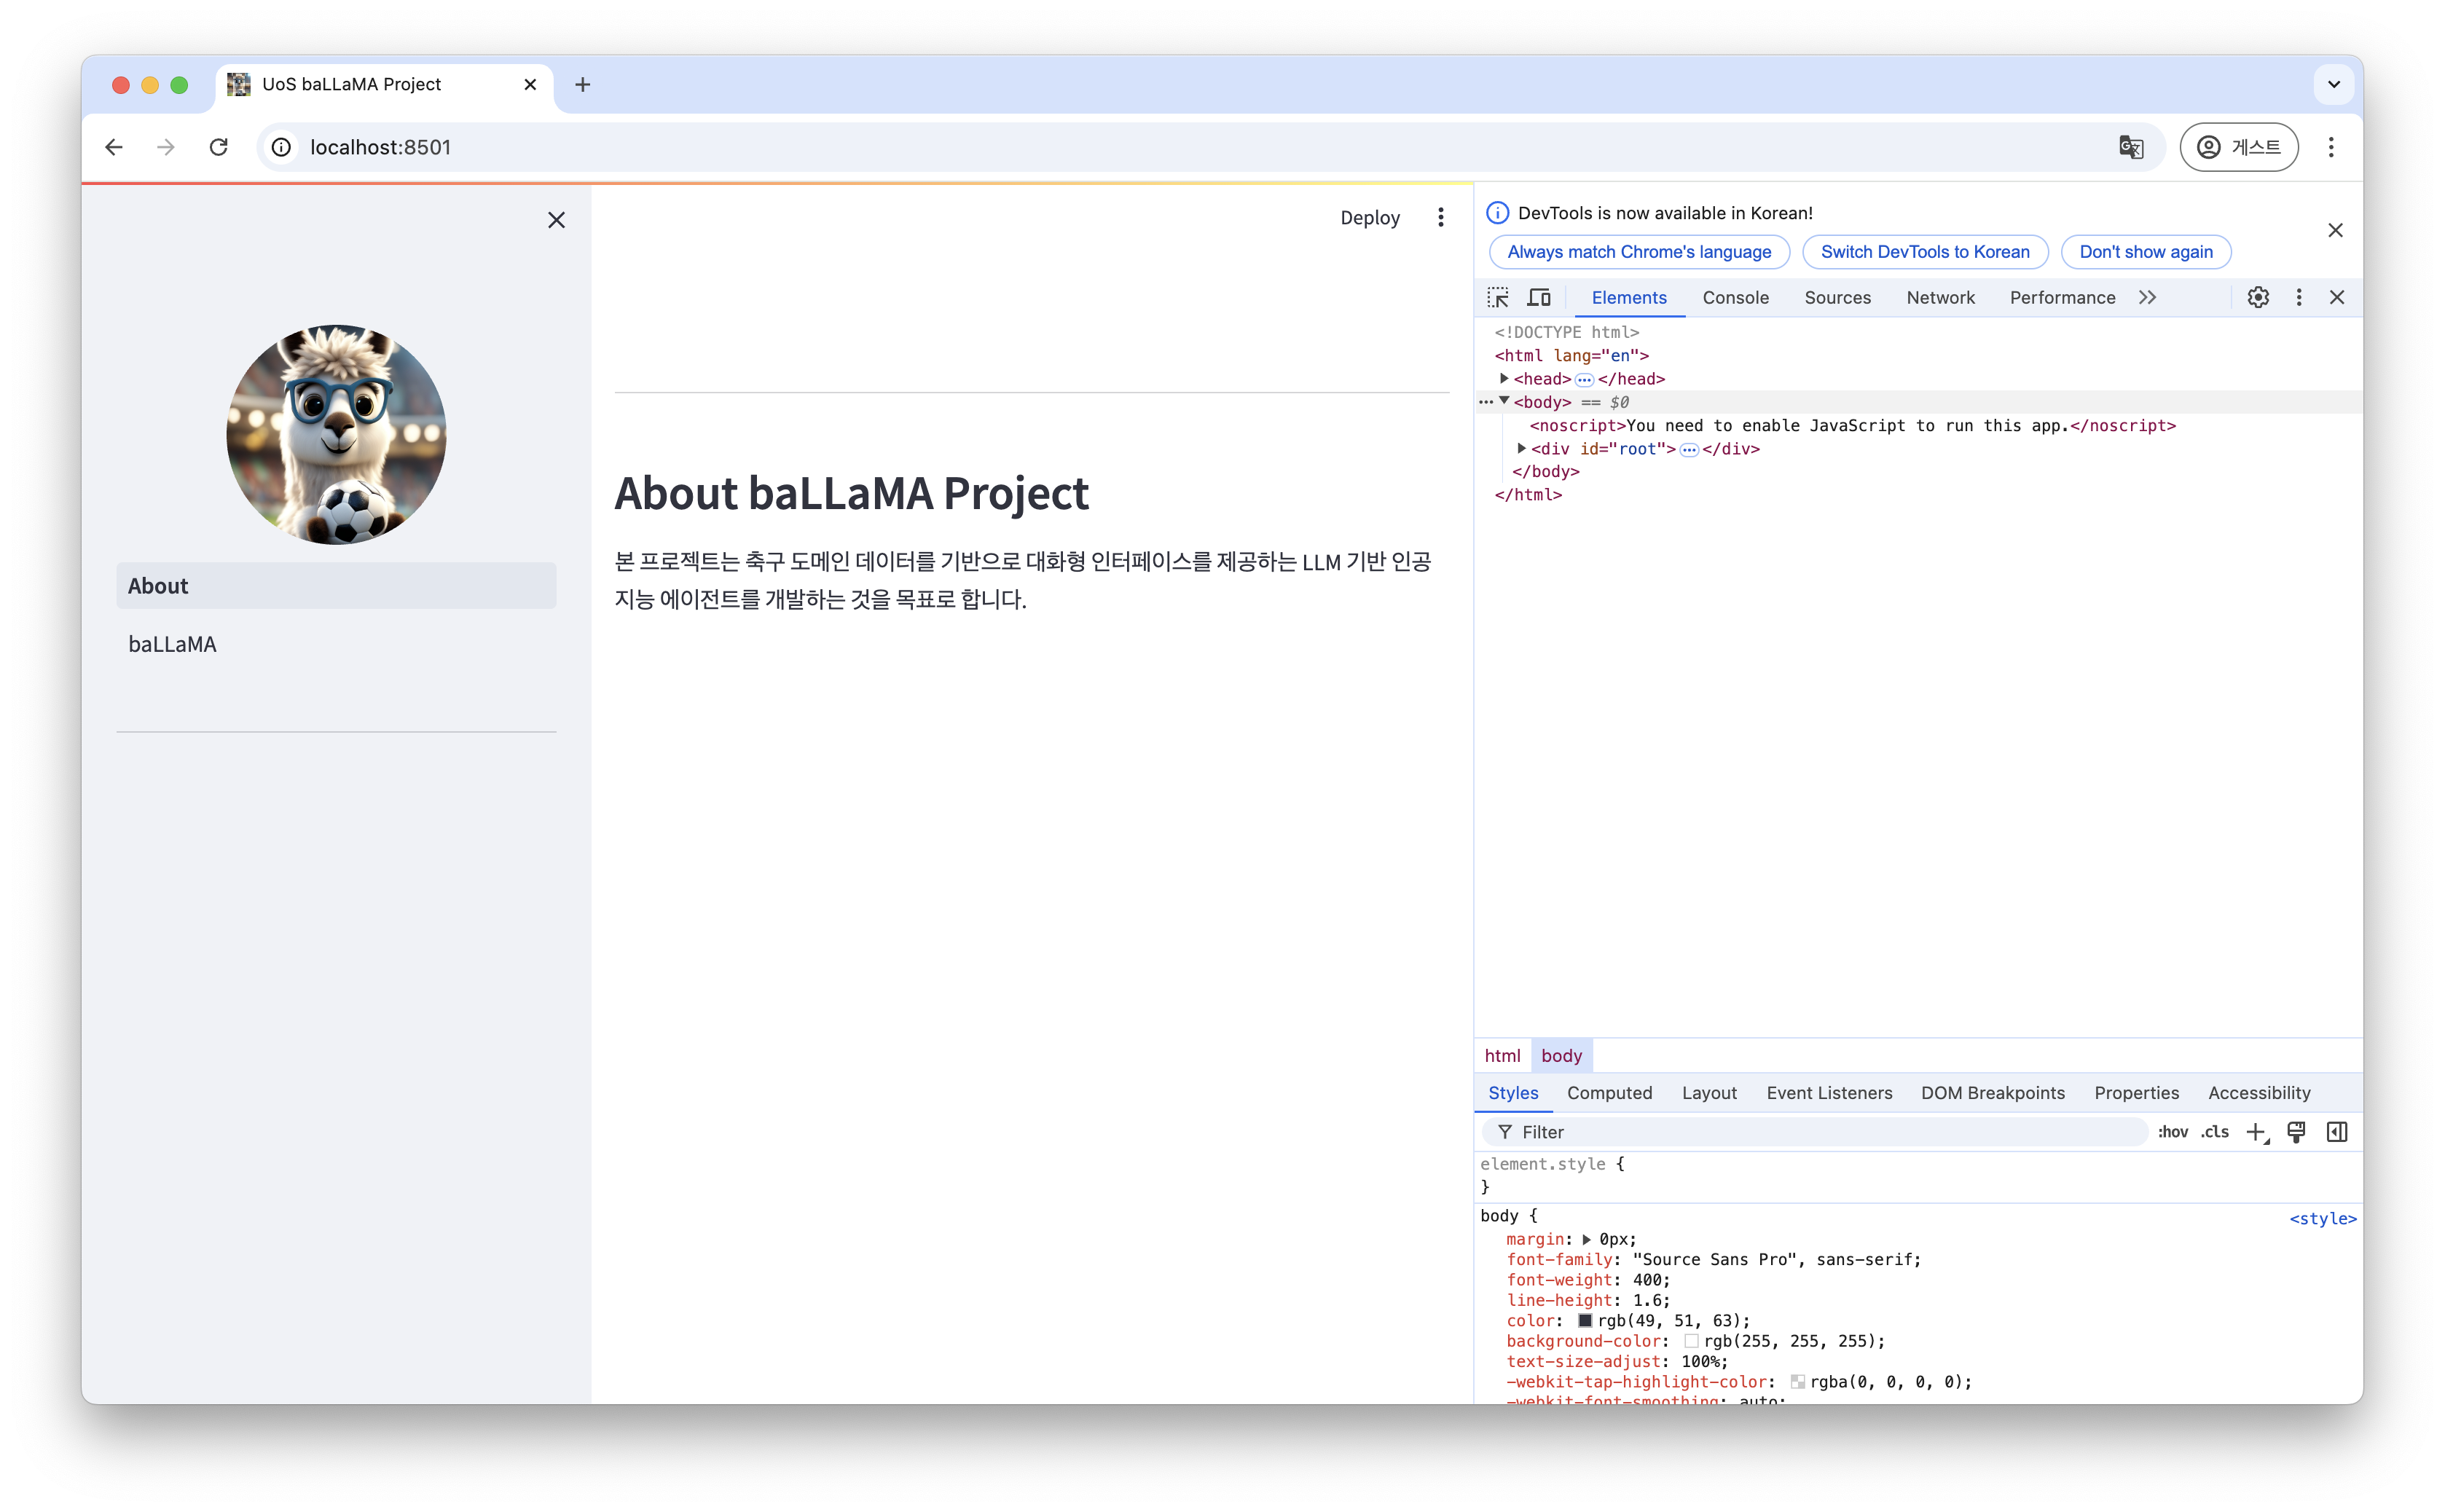 UoS baLLaMA Project
localhost:8501
게스트
Deploy
About
baLLaMA
About baLLaMA Project
본 프로젝트는 축구 도메인 데이터를 기반으로 대화형 인터페이스를 제공하는 LLM 기반 인공
지능 에이전트를 개발하는 것을 목표로 합니다.
DevTools is now available in Korean!
Always match Chrome's language Switch DevTools to Korean Don't show again
Elements Console Sources Network Performance
<!DOCTYPE html>
<html lang="en">
<head>…</head>
<body> == $0
<noscript>You need to enable JavaScript to run this app.</noscript>
<div id="root">…</div>
</body>
</html>
html body
Styles Computed Layout Event Listeners DOM Breakpoints Properties Accessibility
Filter :hov .cls
element.style {
}
body { <style>
margin: 0px;
font-family: "Source Sans Pro", sans-serif;
font-weight: 400;
line-height: 1.6;
color: rgb(49, 51, 63);
background-color: rgb(255, 255, 255);
text-size-adjust: 100%;
-webkit-tap-highlight-color: rgba(0, 0, 0, 0);
-webkit-font-smoothing: auto;